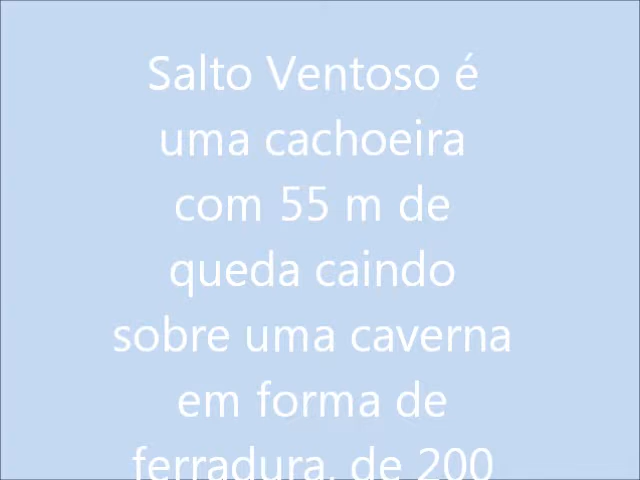 Salto Ventoso é
uma cachoeira
com 55 m de
queda caindo
sobre uma caverna
em forma de
ferradura, de 200